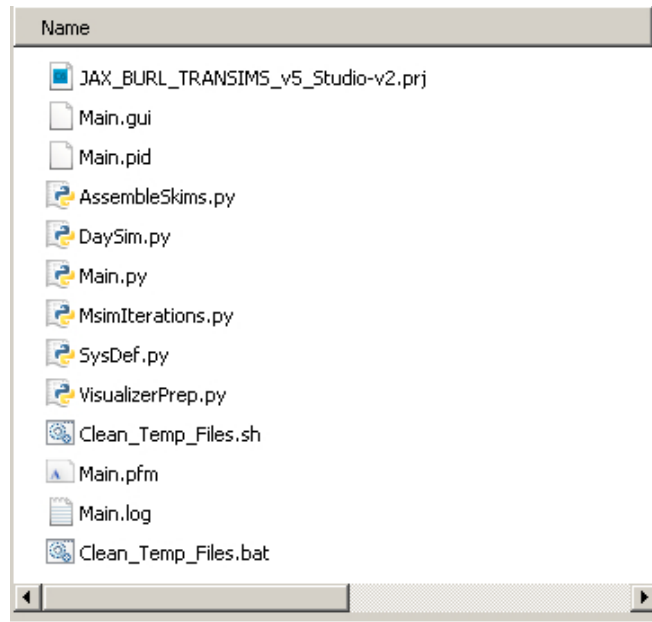 Name
JAX_BURL_TRANSIMS_v5_Studio-v2.prj
Main.gui
Main.pid
AssembleSkims.py
DaySim.py
Main.py
MsimIterations.py
SysDef.py
VisualizerPrep.py
Clean_Temp_Files.sh
Main.pfm
Main.log
Clean_Temp_Files.bat